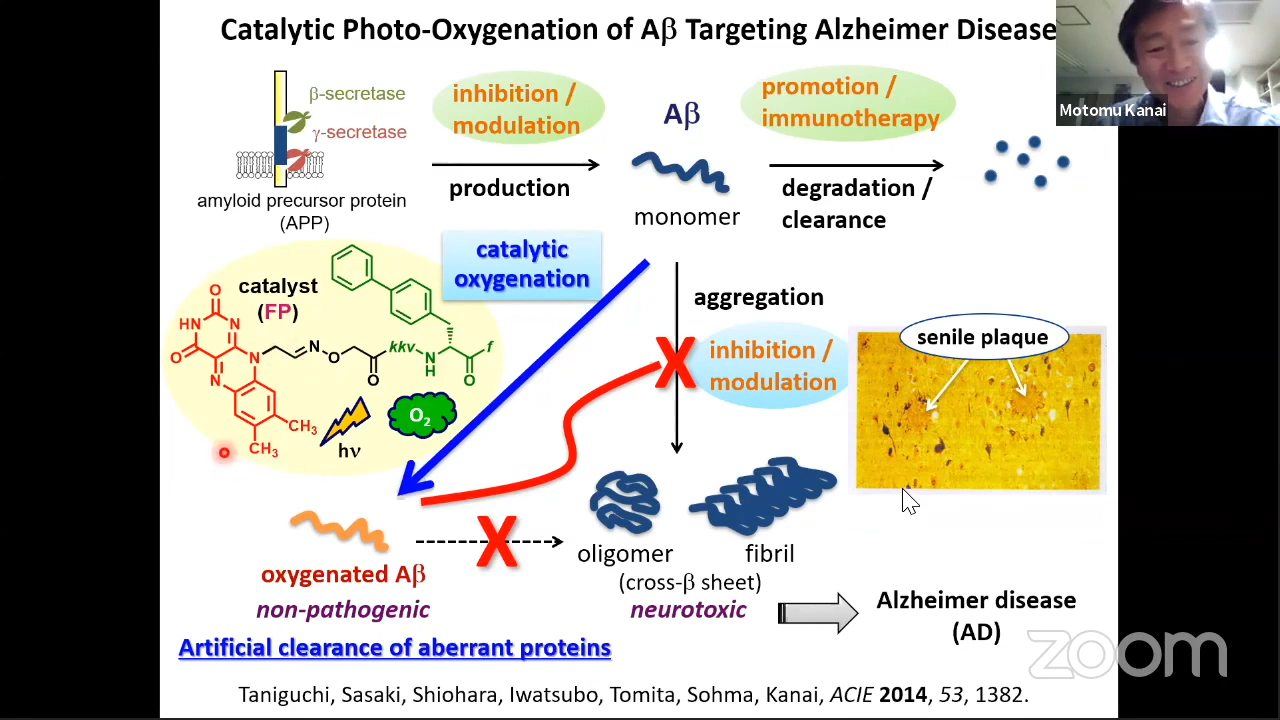 Catalytic Photo-Oxygenation of Aβ Targeting Alzheimer Disease
Motomu Kanai
β-secretase
γ-secretase
amyloid precursor protein
(APP)
inhibition /
modulation
production
Aβ
monomer
promotion /
immunotherapy
degradation /
clearance
catalytic
oxygenation
catalyst
(FP)
O
HN
N
O
N
N
N
O
O
kkv
N
H
O
f
CH3
CH3
hν
O2
aggregation
X
inhibition /
modulation
senile plaque
oxygenated Aβ
non-pathogenic
X
oligomer
fibril
(cross-β sheet)
neurotoxic
Alzheimer disease
(AD)
Artificial clearance of aberrant proteins
zoom
Taniguchi, Sasaki, Shiohara, Iwatsubo, Tomita, Sohma, Kanai, ACIE 2014, 53, 1382.